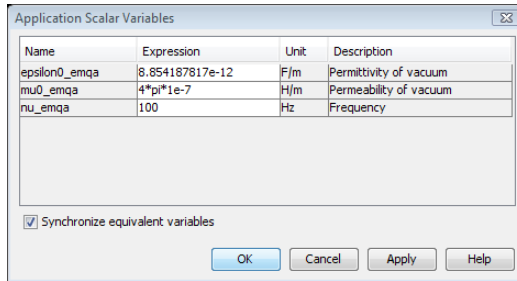 Application Scalar Variables
Name Expression Unit Description
epsilon0_emqa 8.854187817e-12 F/m Permittivity of vacuum
mu0_emqa 4*pi*1e-7 H/m Permeability of vacuum
nu_emqa 100 Hz Frequency
Synchronize equivalent variables
OK Cancel Apply Help